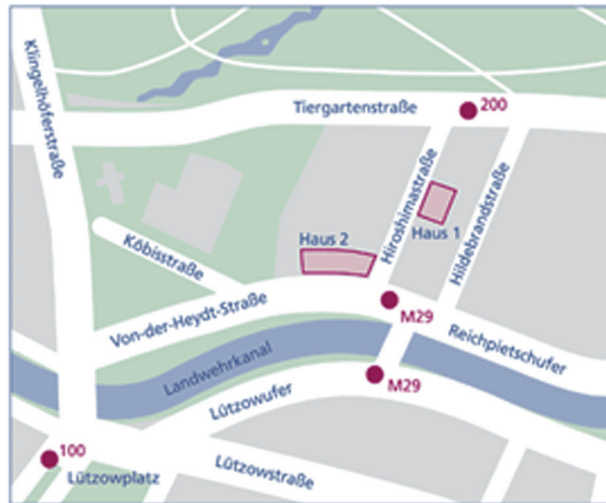 Klingelhöferstraße
Tiergartenstraße
200
Hiroshimastraße
Hildebrandstraße
Haus 1
Haus 2
Köbisstraße
Von-der-Heydt-Straße
M29
Reichpietschufer
Landwehrkanal
M29
Lützowufer
100
Lützowplatz
Lützowstraße